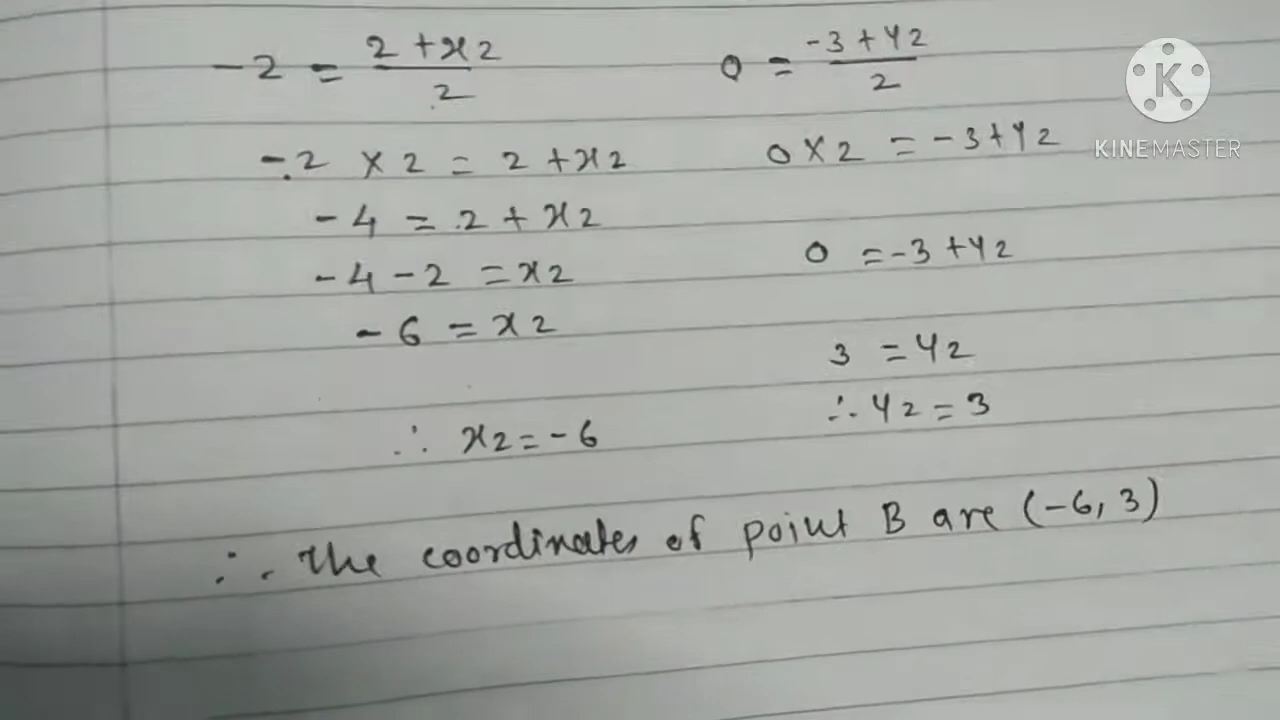 -2 = (2 + x2)/2
-2 × 2 = 2 + x2
-4 = 2 + x2
-4 - 2 = x2
-6 = x2
∴ x2 = -6
0 = (-3 + y2)/2
0 × 2 = -3 + y2
0 = -3 + y2
3 = y2
∴ y2 = 3
∴ The coordinates of point B are (-6, 3)
K
KINEMASTER